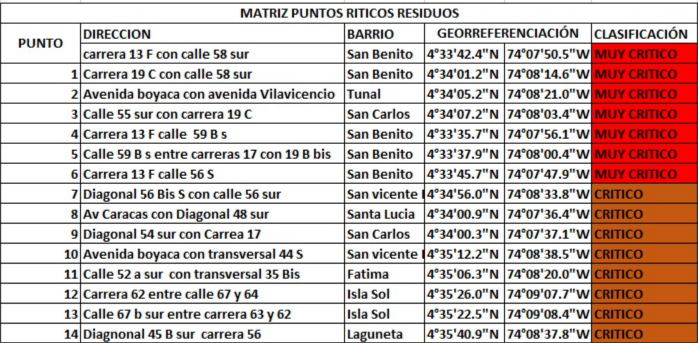 MATRIZ PUNTOS RITICOS RESIDUOS
PUNTO DIRECCION BARRIO GEORREFERENCIACIÓN CLASIFICACIÓN
carrera 13 F con calle 58 sur San Benito 4°33'42.4"N 74°07'50.5"W MUY CRITICO
1 Carrera 19 C con calle 58 sur San Benito 4°34'01.2"N 74°08'14.6"W MUY CRITICO
2 Avenida boyaca con avenida Vilavicencio Tunal 4°34'05.2"N 74°08'21.0"W MUY CRITICO
3 Calle 55 sur con carrera 19 C San Carlos 4°34'07.2"N 74°08'03.4"W MUY CRITICO
4 Carrera 13 F calle 59 B s San Benito 4°33'35.7"N 74°07'56.1"W MUY CRITICO
5 Calle 59 B s entre carreras 17 con 19 B bis San Benito 4°33'37.9"N 74°08'00.4"W MUY CRITICO
6 Carrera 13 F calle 56 S San Benito 4°33'45.7"N 74°07'47.9"W MUY CRITICO
7 Diagonal 56 Bis S con calle 56 sur San vicente 4°34'56.0"N 74°08'33.8"W CRITICO
8 Av Caracas con Diagonal 48 sur Santa Lucia 4°34'00.9"N 74°07'36.4"W CRITICO
9 Diagonal 54 sur con Carrea 17 San Carlos 4°34'00.3"N 74°07'37.1"W CRITICO
10 Avenida boyaca con transversal 44 S San vicente 4°35'12.2"N 74°08'38.5"W CRITICO
11 Calle 52 a sur con transversal 35 Bis Fatima 4°35'06.3"N 74°08'20.0"W CRITICO
12 Carrera 62 entre calle 67 y 64 Isla Sol 4°35'26.0"N 74°09'07.7"W CRITICO
13 Calle 67 b sur entre carrera 63 y 62 Isla Sol 4°35'22.5"N 74°09'08.4"W CRITICO
14 Diagnonal 45 B sur carrera 56 Laguneta 4°35'40.9"N 74°08'37.8"W CRITICO